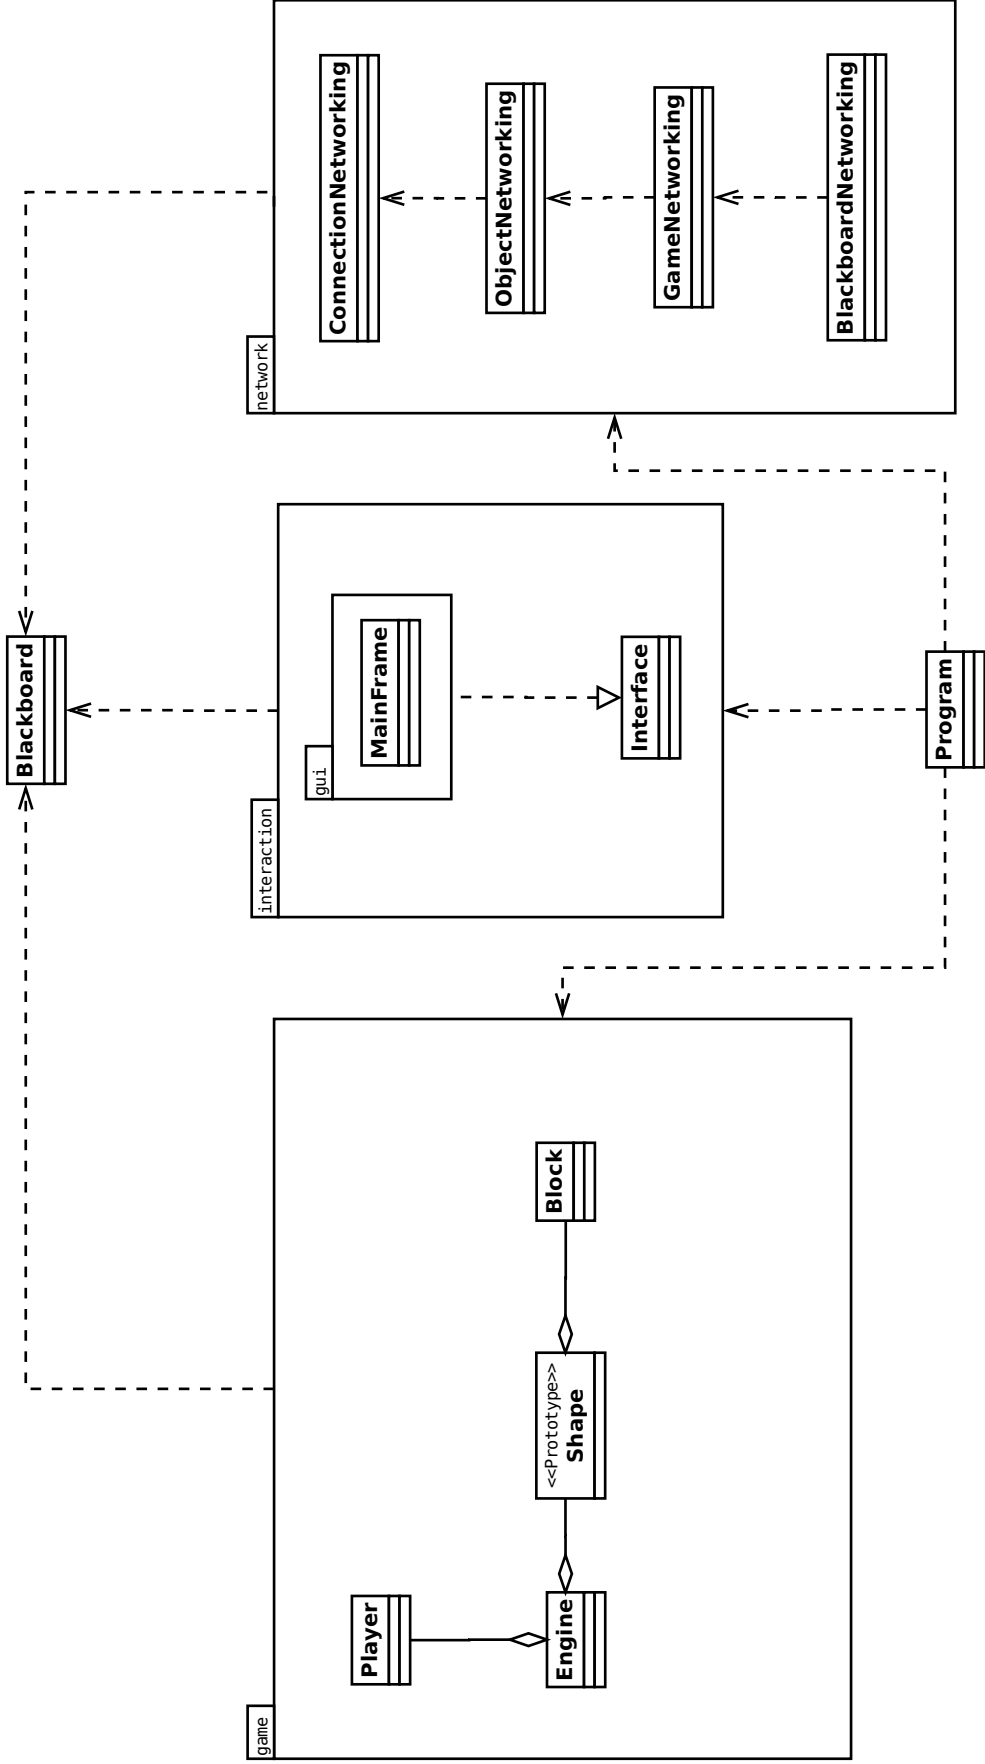 Blackboard
game
interaction
network
gui
Player
MainFrame
ConnectionNetworking
ObjectNetworking
Engine
<<Prototype>>
Shape
Block
Interface
GameNetworking
BlackboardNetworking
Program